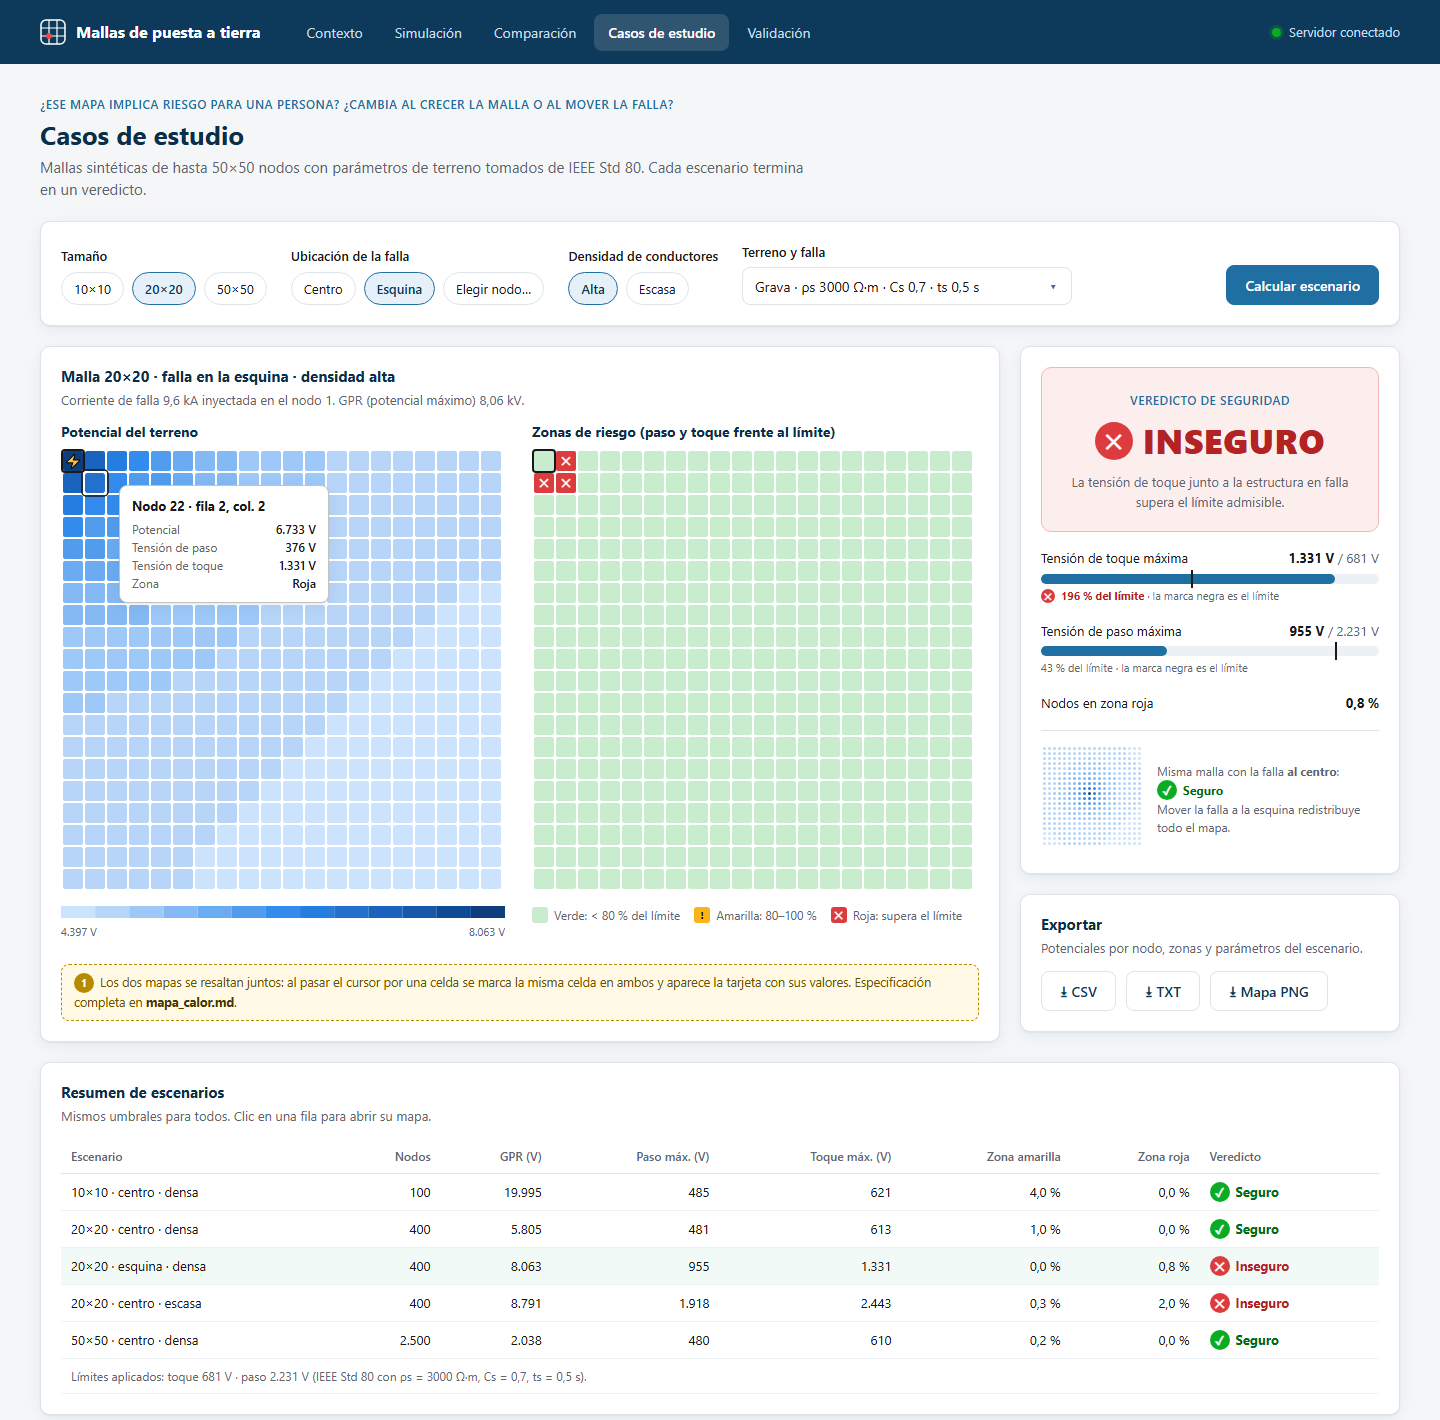 Mallas de puesta a tierra
Contexto
Simulación
Comparación
Casos de estudio
Validación
Servidor conectado
¿ESE MAPA IMPLICA RIESGO PARA UNA PERSONA? ¿CAMBIA AL CRECER LA MALLA O AL MOVER LA FALLA?
Casos de estudio
Mallas sintéticas de hasta 50×50 nodos con parámetros de terreno tomados de IEEE Std 80. Cada escenario termina
en un veredicto.
Tamaño
10×10
20×20
50×50
Ubicación de la falla
Centro
Esquina
Elegir nodo...
Densidad de conductores
Alta
Escasa
Terreno y falla
Grava · ρs 3000 Ω·m · Cs 0,7 · ts 0,5 s
Calcular escenario
Malla 20×20 · falla en la esquina · densidad alta
Corriente de falla 9,6 kA inyectada en el nodo 1. GPR (potencial máximo) 8,06 kV.
Potencial del terreno
Nodo 22 · fila 2, col. 2
Potencial 6.733 V
Tensión de paso 376 V
Tensión de toque 1.331 V
Zona Roja
4.397 V
8.063 V
Zonas de riesgo (paso y toque frente al límite)
Verde: < 80 % del límite
! Amarilla: 80–100 %
Roja: supera el límite
1 Los dos mapas se resaltan juntos: al pasar el cursor por una celda se marca la misma celda en ambos y aparece la tarjeta con sus valores. Especificación
completa en mapa_calor.md.
VEREDICTO DE SEGURIDAD
INSEGURO
La tensión de toque junto a la estructura en falla
supera el límite admisible.
Tensión de toque máxima 1.331 V / 681 V
196 % del límite · la marca negra es el límite
Tensión de paso máxima 955 V / 2.231 V
43 % del límite · la marca negra es el límite
Nodos en zona roja 0,8 %
Misma malla con la falla al centro:
Seguro
Mover la falla a la esquina redistribuye
todo el mapa.
Exportar
Potenciales por nodo, zonas y parámetros del escenario.
CSV
TXT
Mapa PNG
Resumen de escenarios
Mismos umbrales para todos. Clic en una fila para abrir su mapa.
Escenario Nodos GPR (V) Paso máx. (V) Toque máx. (V) Zona amarilla Zona roja Veredicto
10×10 · centro · densa 100 19.995 485 621 4,0 % 0,0 % Seguro
20×20 · centro · densa 400 5.805 481 613 1,0 % 0,0 % Seguro
20×20 · esquina · densa 400 8.063 955 1.331 0,0 % 0,8 % Inseguro
20×20 · centro · escasa 400 8.791 1.918 2.443 0,3 % 2,0 % Inseguro
50×50 · centro · densa 2.500 2.038 480 610 0,2 % 0,0 % Seguro
Límites aplicados: toque 681 V · paso 2.231 V (IEEE Std 80 con ρs = 3000 Ω·m, Cs = 0,7, ts = 0,5 s).